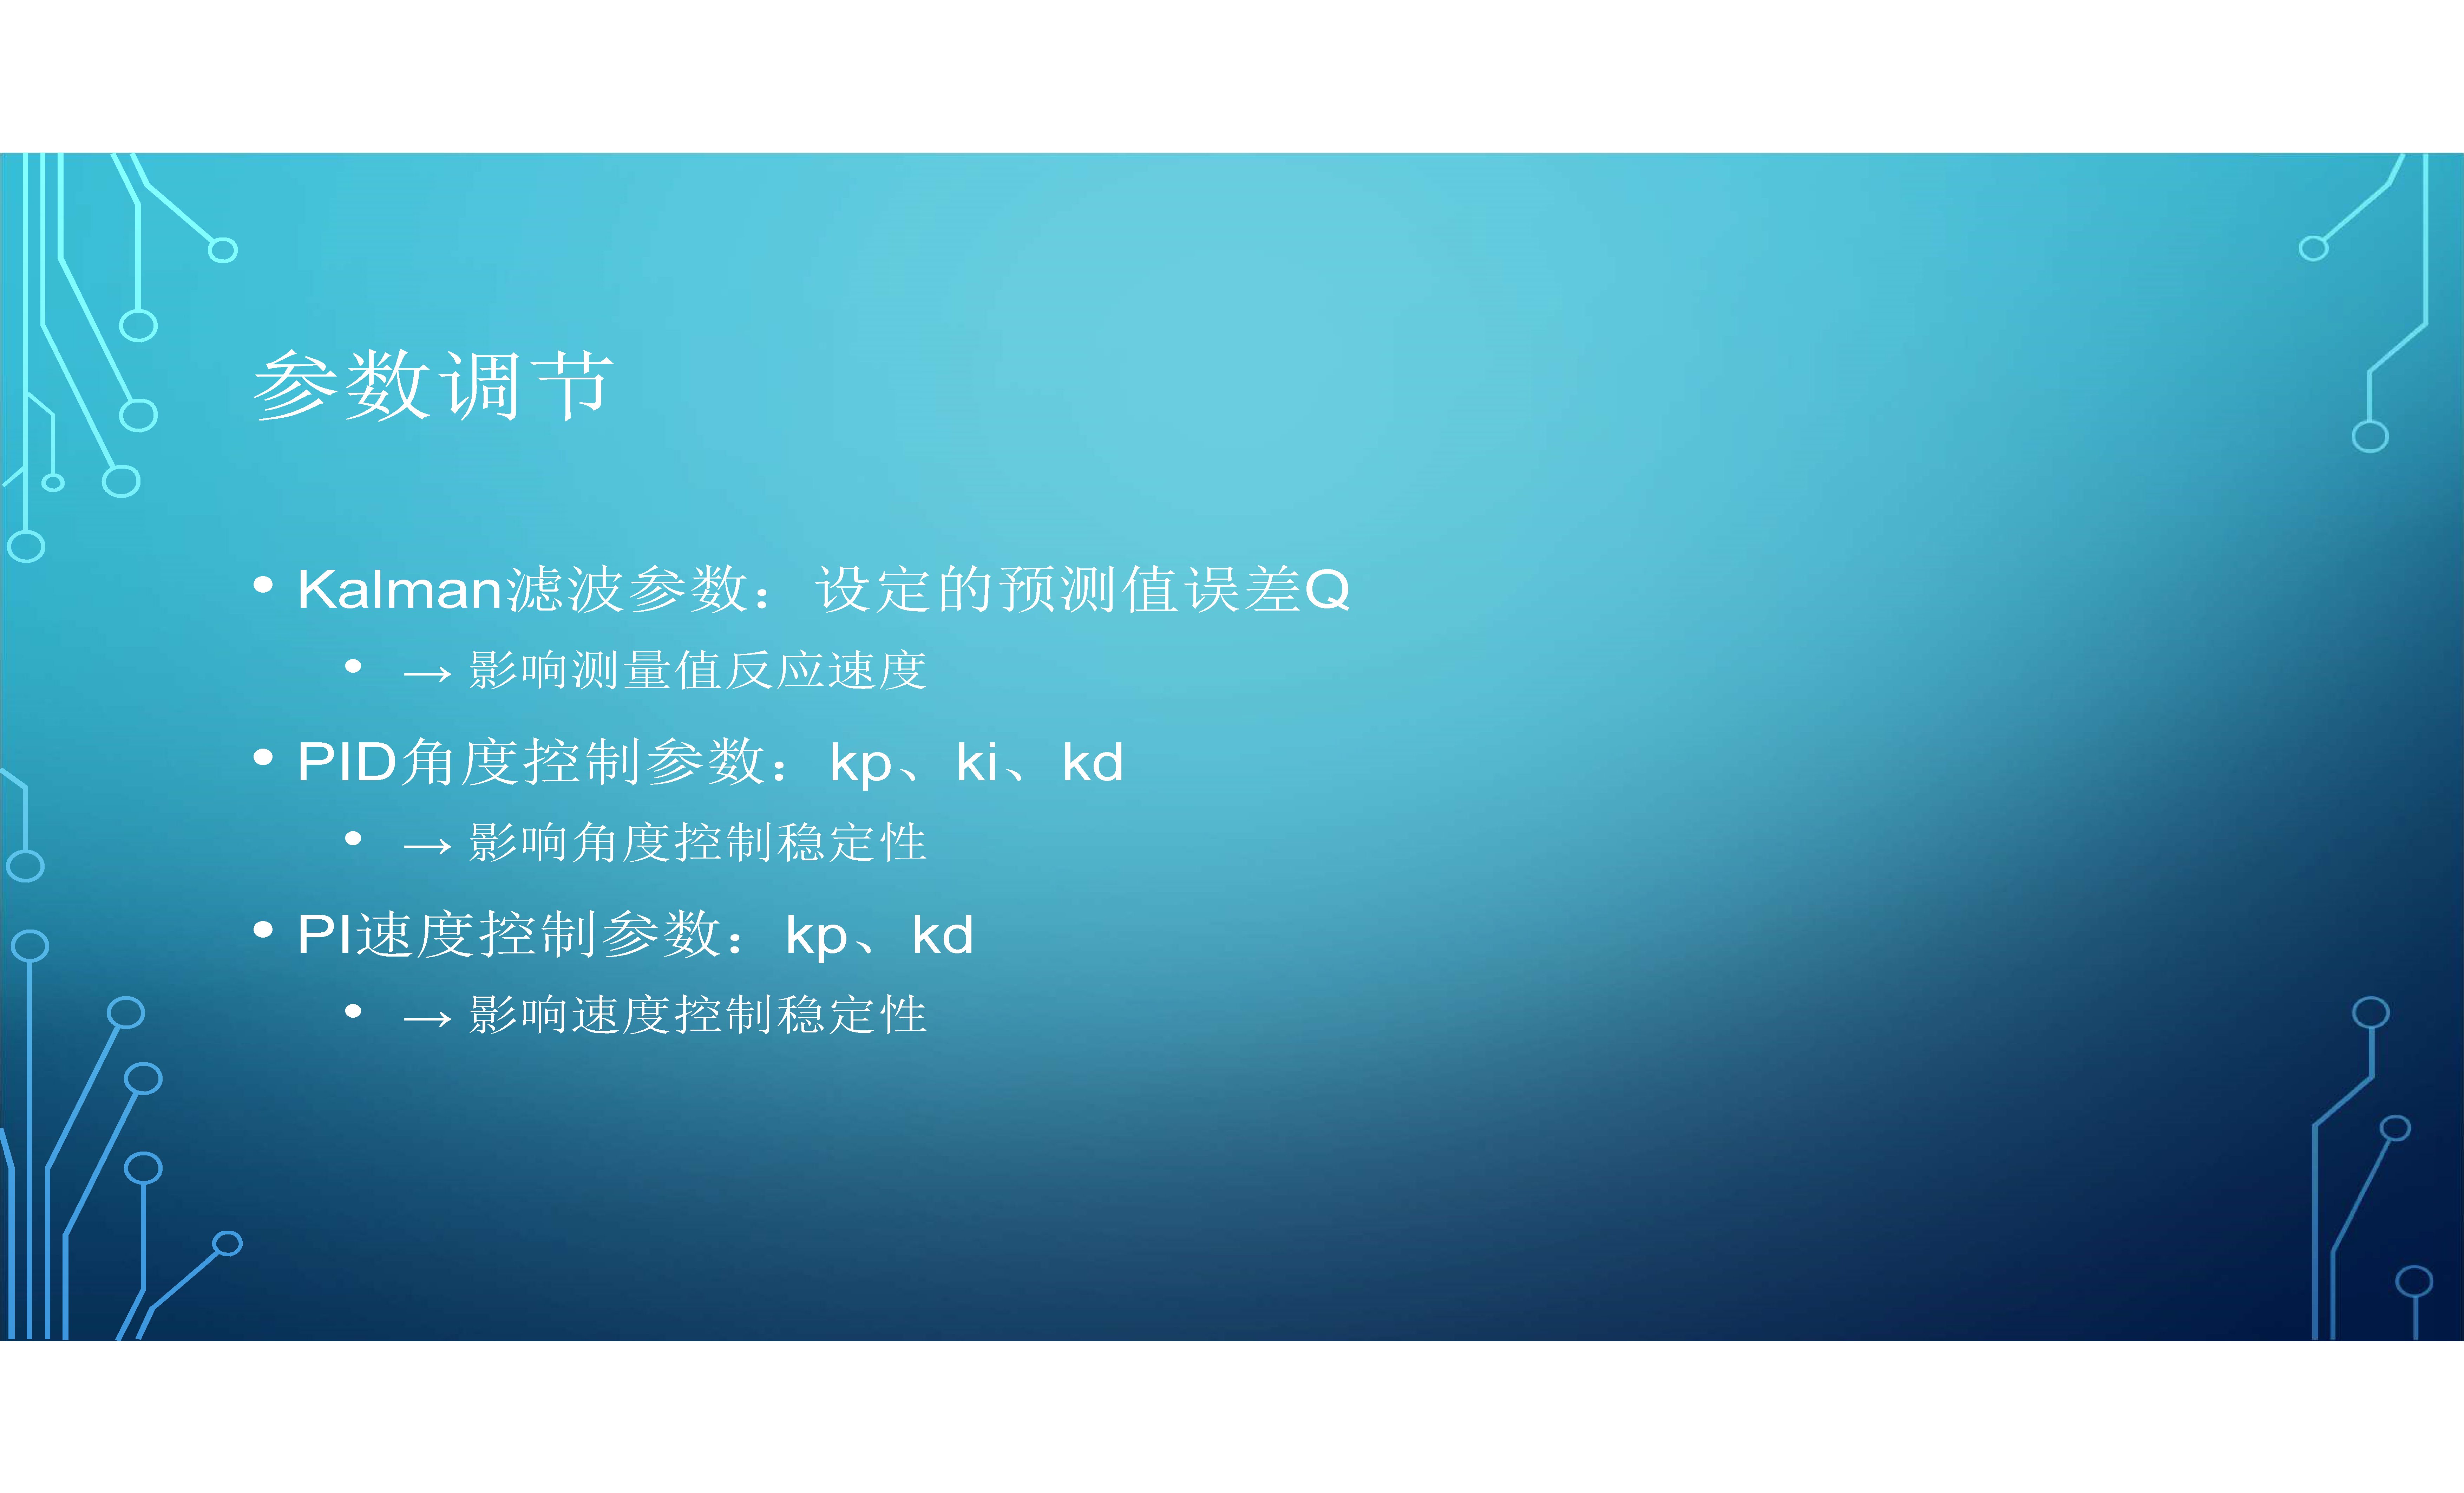 参数调节
• Kalman滤波参数： 设定的预测值误差Q
• → 影响测量值反应速度
• PID角度控制参数： kp、ki、kd
• → 影响角度控制稳定性
• PI速度控制参数： kp、kd
• → 影响速度控制稳定性